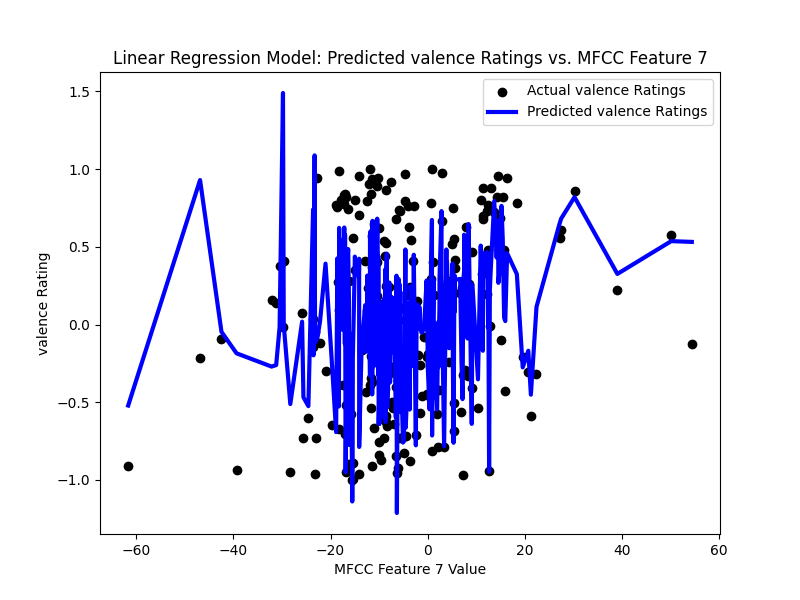 Linear Regression Model: Predicted valence Ratings vs. MFCC Feature 7
Actual valence Ratings
Predicted valence Ratings
valence Rating
1.5
1.0
0.5
0.0
−0.5
−1.0
−60 −40 −20 0 20 40 60
MFCC Feature 7 Value